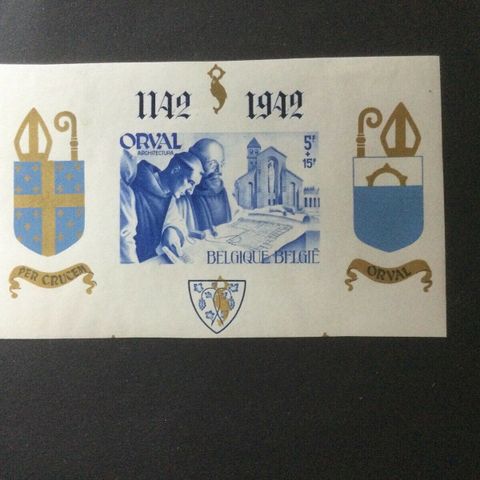 1142 1942
ORVAL
ARCHITECTURA
5F
+
15F
BELGIQUE BELGIË
PER CRUCEM
ORVAL